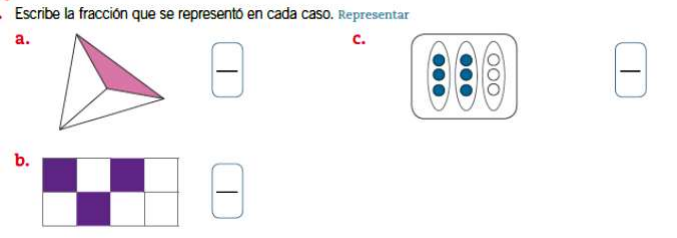 Escribe la fracción que se representó en cada caso. Representar
a.
c.
b.